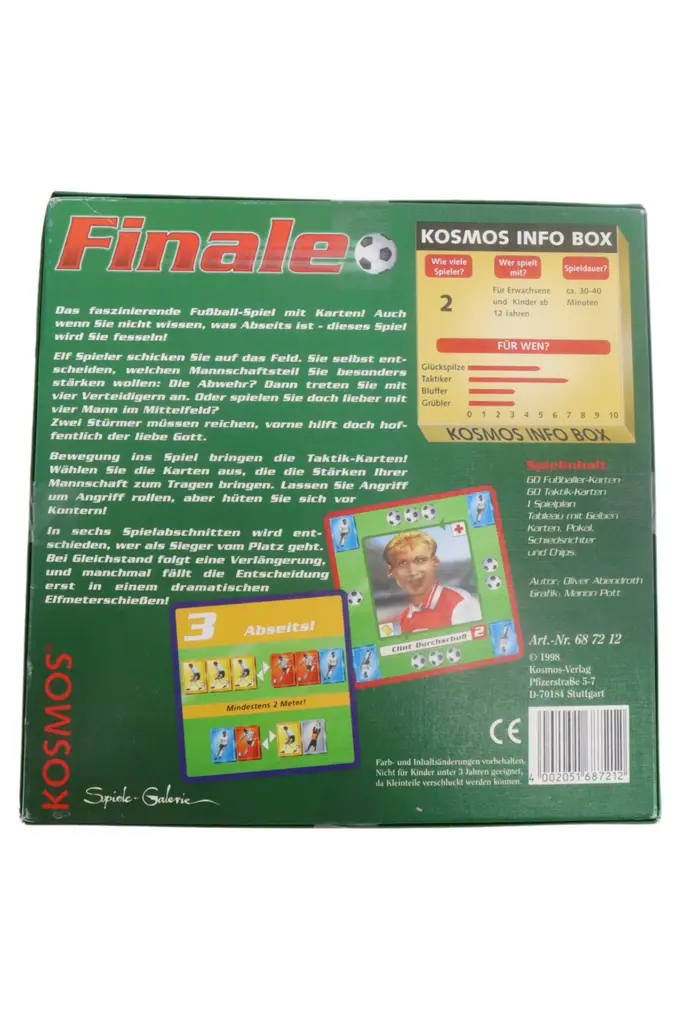 Finale
Das faszinierende Fußball-Spiel mit Karten! Auch
wenn Sie nicht wissen, was Abseits ist - dieses Spiel
wird Sie fesseln!
Elf Spieler schicken Sie auf das Feld. Sie selbst ent-
scheiden, welchen Mannschaftsteil Sie besonders
stärken wollen: Die Abwehr? Dann treten Sie mit
vier Verteidigern an. Oder spielen Sie doch lieber mit
vier Mann im Mittelfeld?
Zwei Stürmer müssen reichen, vorne hilft doch hof-
fentlich der liebe Gott.
Bewegung ins Spiel bringen die Taktik-Karten!
Wählen Sie die Karten aus, die die Stärken Ihrer
Mannschaft zum Tragen bringen. Lassen Sie Angriff
um Angriff rollen, aber hüten Sie sich vor
Kontern!
In sechs Spielabschnitten wird ent-
schieden, wer als Sieger vom Platz geht.
Bei Gleichstand folgt eine Verlängerung,
und manchmal fällt die Entscheidung
erst in einem dramatischen
Elfmeterschießen!
KOSMOS INFO BOX
Wie viele
Spieler?
Wer spielt
mit?
Spieldauer?
2
Für Erwachsene
und Kinder ab
12 Jahren
ca. 30-40
Minuten
FÜR WEN?
Glückspilze
Taktiker
Bluffer
Grübler
0 1 2 3 4 5 6 7 8 9 10
KOSMOS INFO BOX
Spielinhalt
60 Fußballer-Karten
60 Taktik-Karten
1 Spielplan
Tableau mit Gelben
Karten, Pokal,
Schiedsrichter
und Chips.
Autor: Oliver Abendroth
Grafik: Marion Pott
Clint Durchschuß 2
3 Abseits!
Mindestens 2 Meter!
Art.-Nr. 68 72 12
© 1998
Kosmos-Verlag
Pfizerstraße 5-7
D-70184 Stuttgart
CE
Farb- und Inhaltsänderungen vorbehalten.
Nicht für Kinder unter 3 Jahren geeignet,
da Kleinteile verschluckt werden können.
4 002051 687212
KOSMOS®
Spiele-Galerie